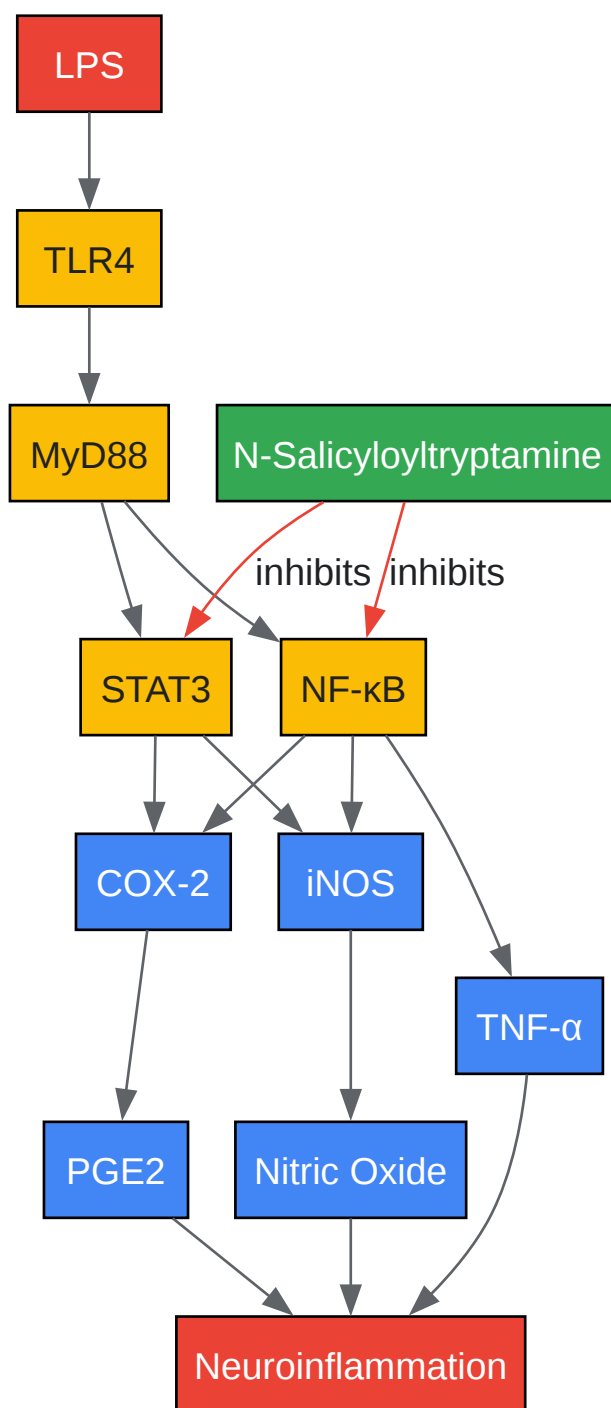 LPS
TLR4
MyD88
N-Salicyloyltryptamine
inhibits
inhibits
STAT3
NF-κB
COX-2
iNOS
TNF-α
PGE2
Nitric Oxide
Neuroinflammation